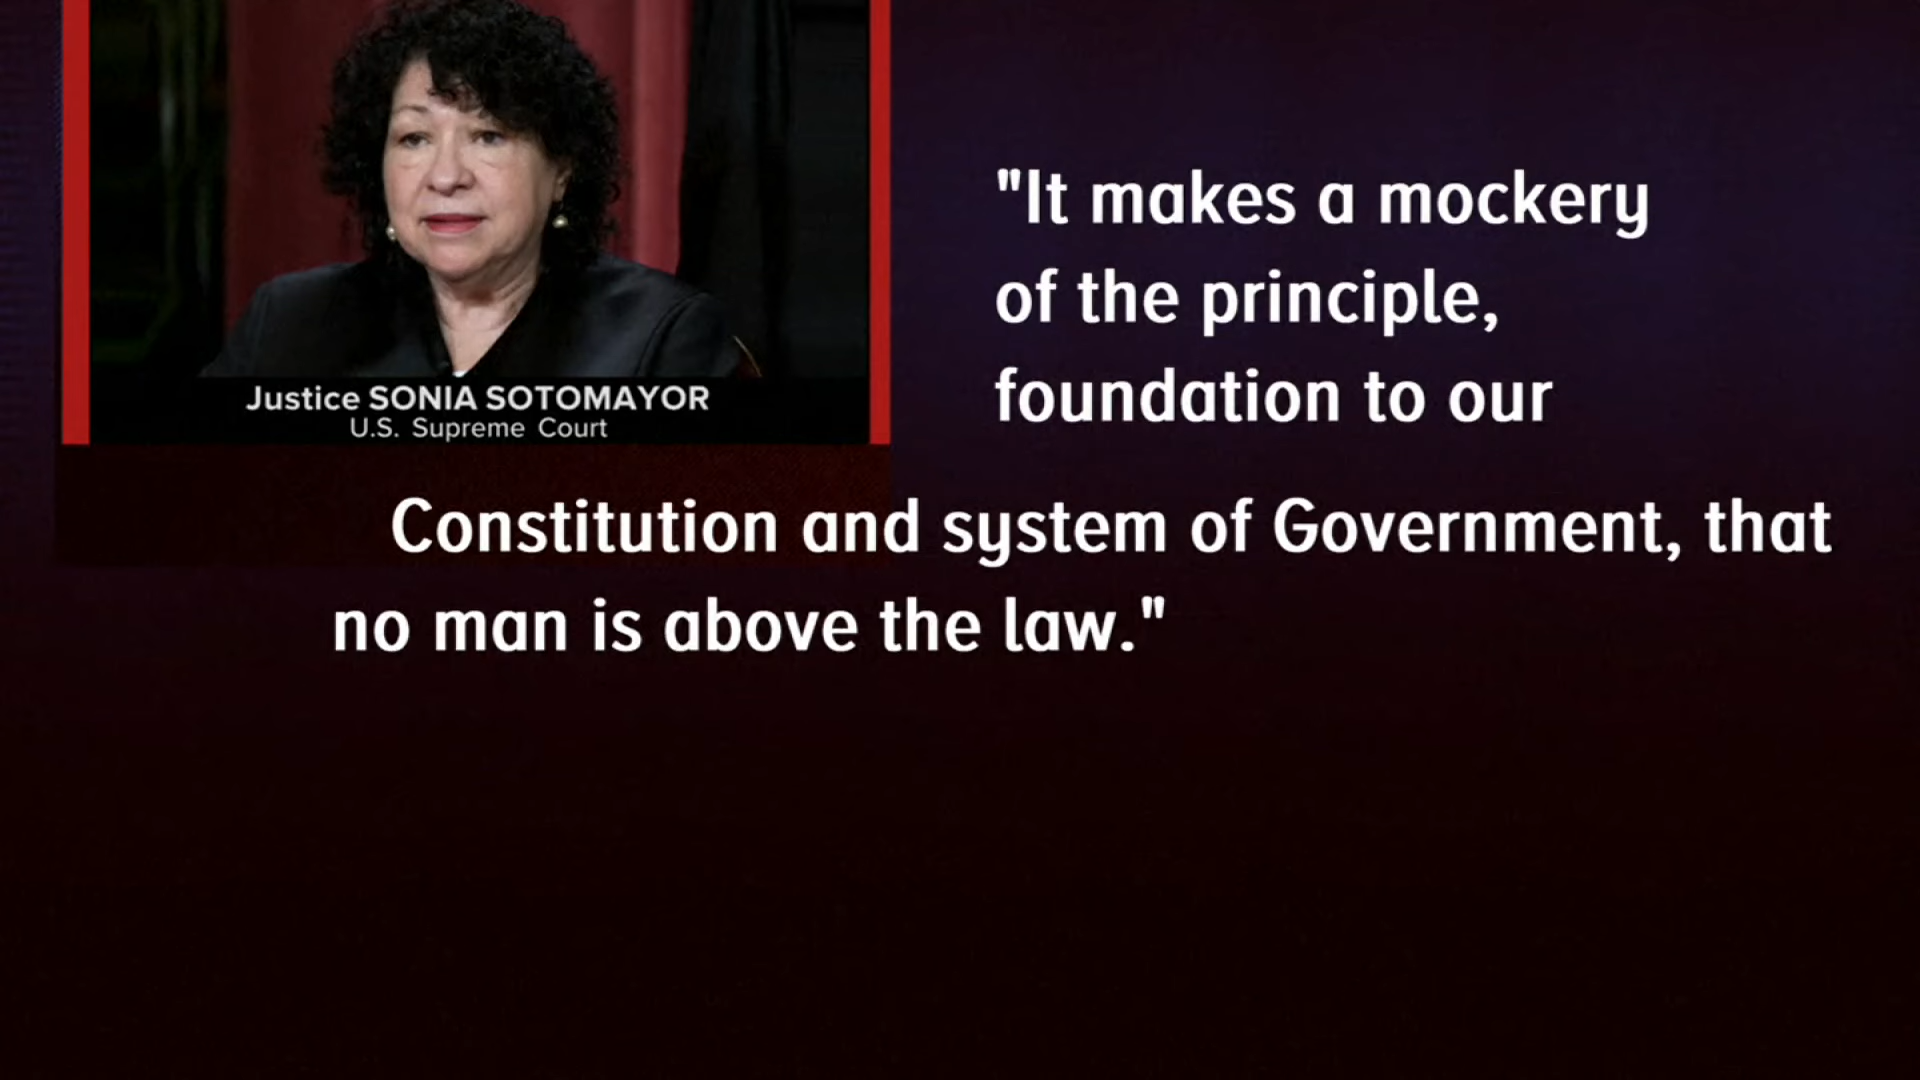 Justice SONIA SOTOMAYOR
U.S. Supreme Court
"It makes a mockery
of the principle,
foundation to our
Constitution and system of Government, that
no man is above the law."